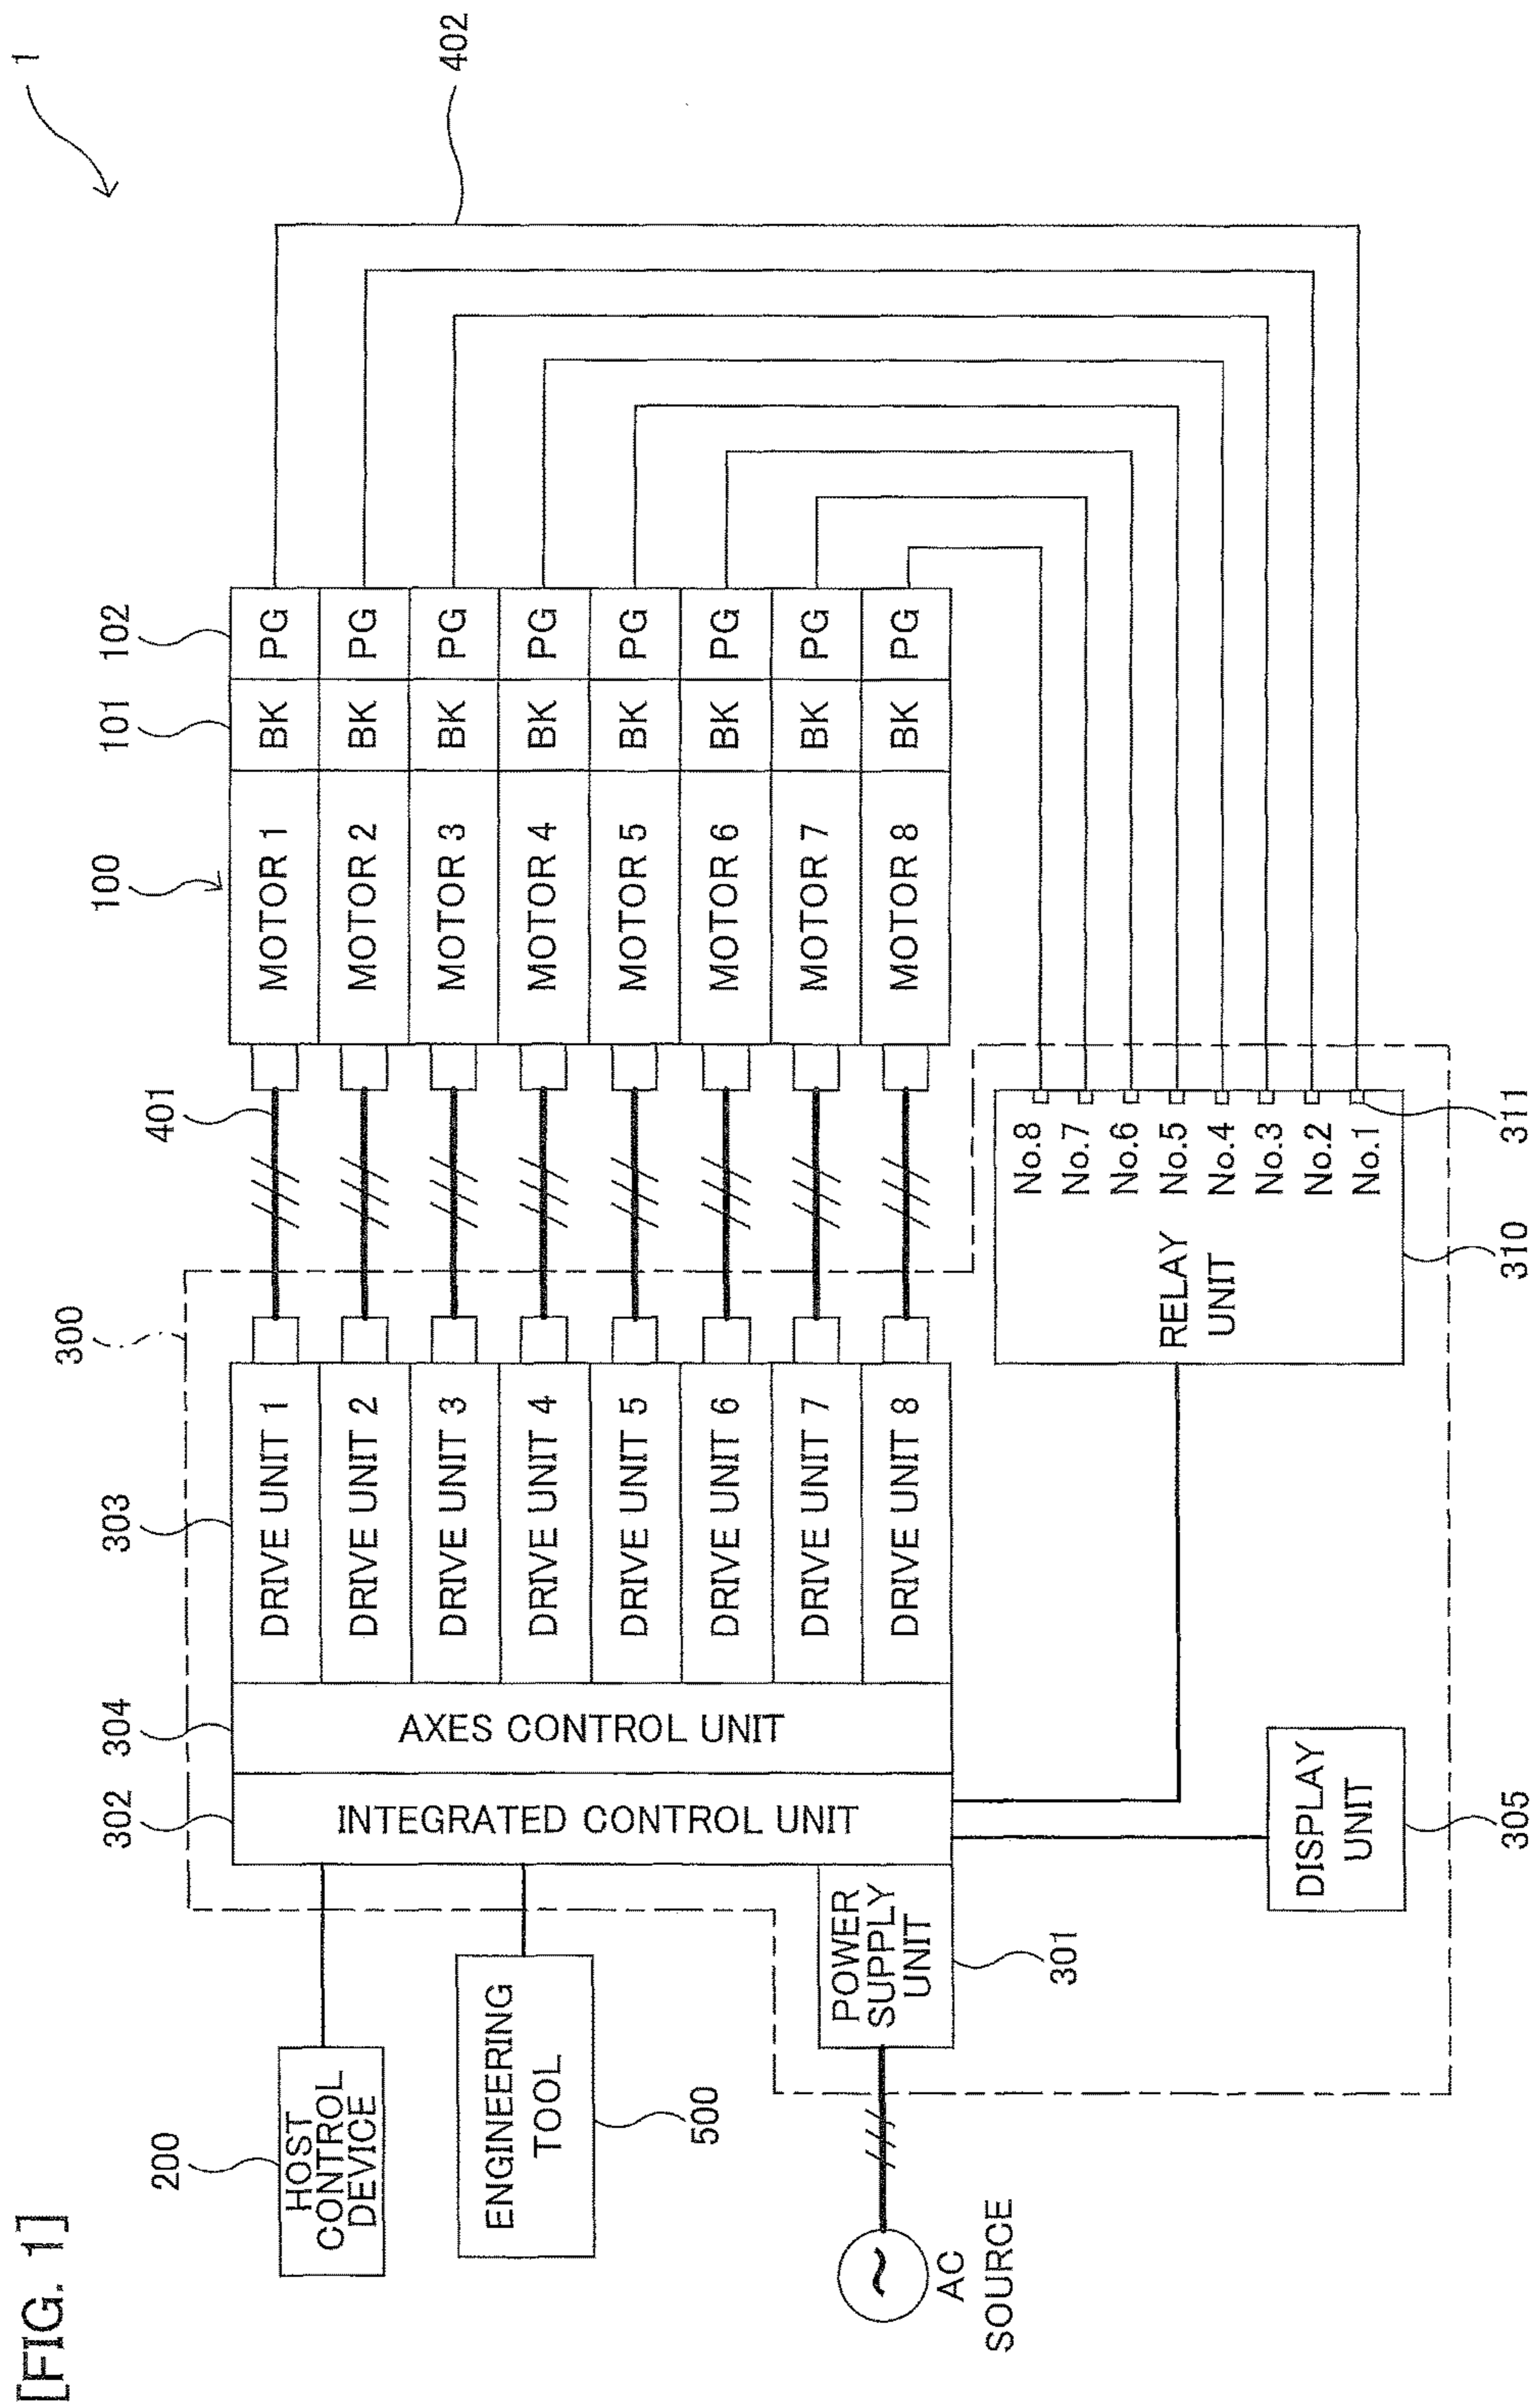 [FIG. 1]
1
200
HOST
CONTROL
DEVICE
ENGINEERING
TOOL
500
AC
SOURCE
300
302
INTEGRATED CONTROL UNIT
304
AXES CONTROL UNIT
303
DRIVE UNIT 1
DRIVE UNIT 2
DRIVE UNIT 3
DRIVE UNIT 4
DRIVE UNIT 5
DRIVE UNIT 6
DRIVE UNIT 7
DRIVE UNIT 8
POWER
SUPPLY
UNIT
301
DISPLAY
UNIT
305
401
100
101
102
MOTOR 1 BK PG
MOTOR 2 BK PG
MOTOR 3 BK PG
MOTOR 4 BK PG
MOTOR 5 BK PG
MOTOR 6 BK PG
MOTOR 7 BK PG
MOTOR 8 BK PG
402
RELAY
UNIT
No.8
No.7
No.6
No.5
No.4
No.3
No.2
No.1
310
311